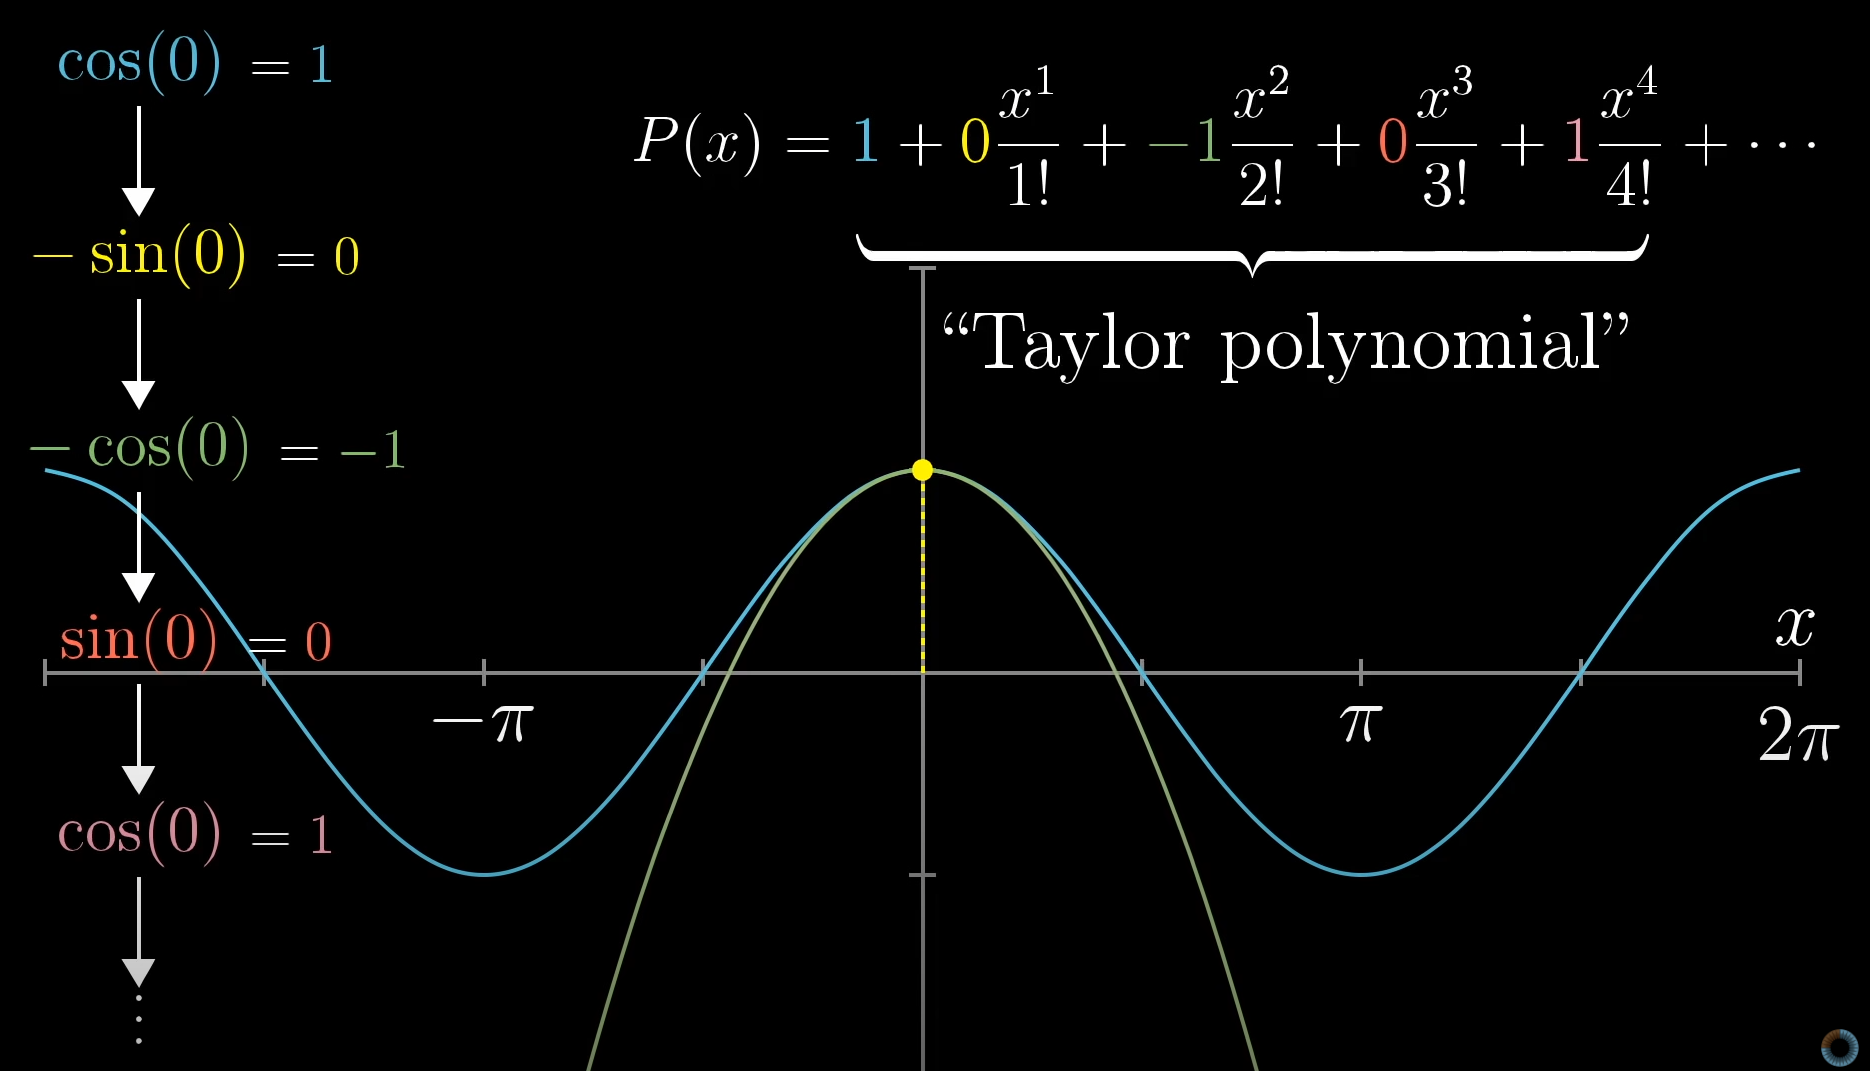 cos(0) = 1
P(x) = 1 + 0 x^1/1! + −1 x^2/2! + 0 x^3/3! + 1 x^4/4! + ⋯
− sin(0) = 0
“Taylor polynomial”
− cos(0) = −1
sin(0) = 0
x
−π
π
2π
cos(0) = 1
⋮